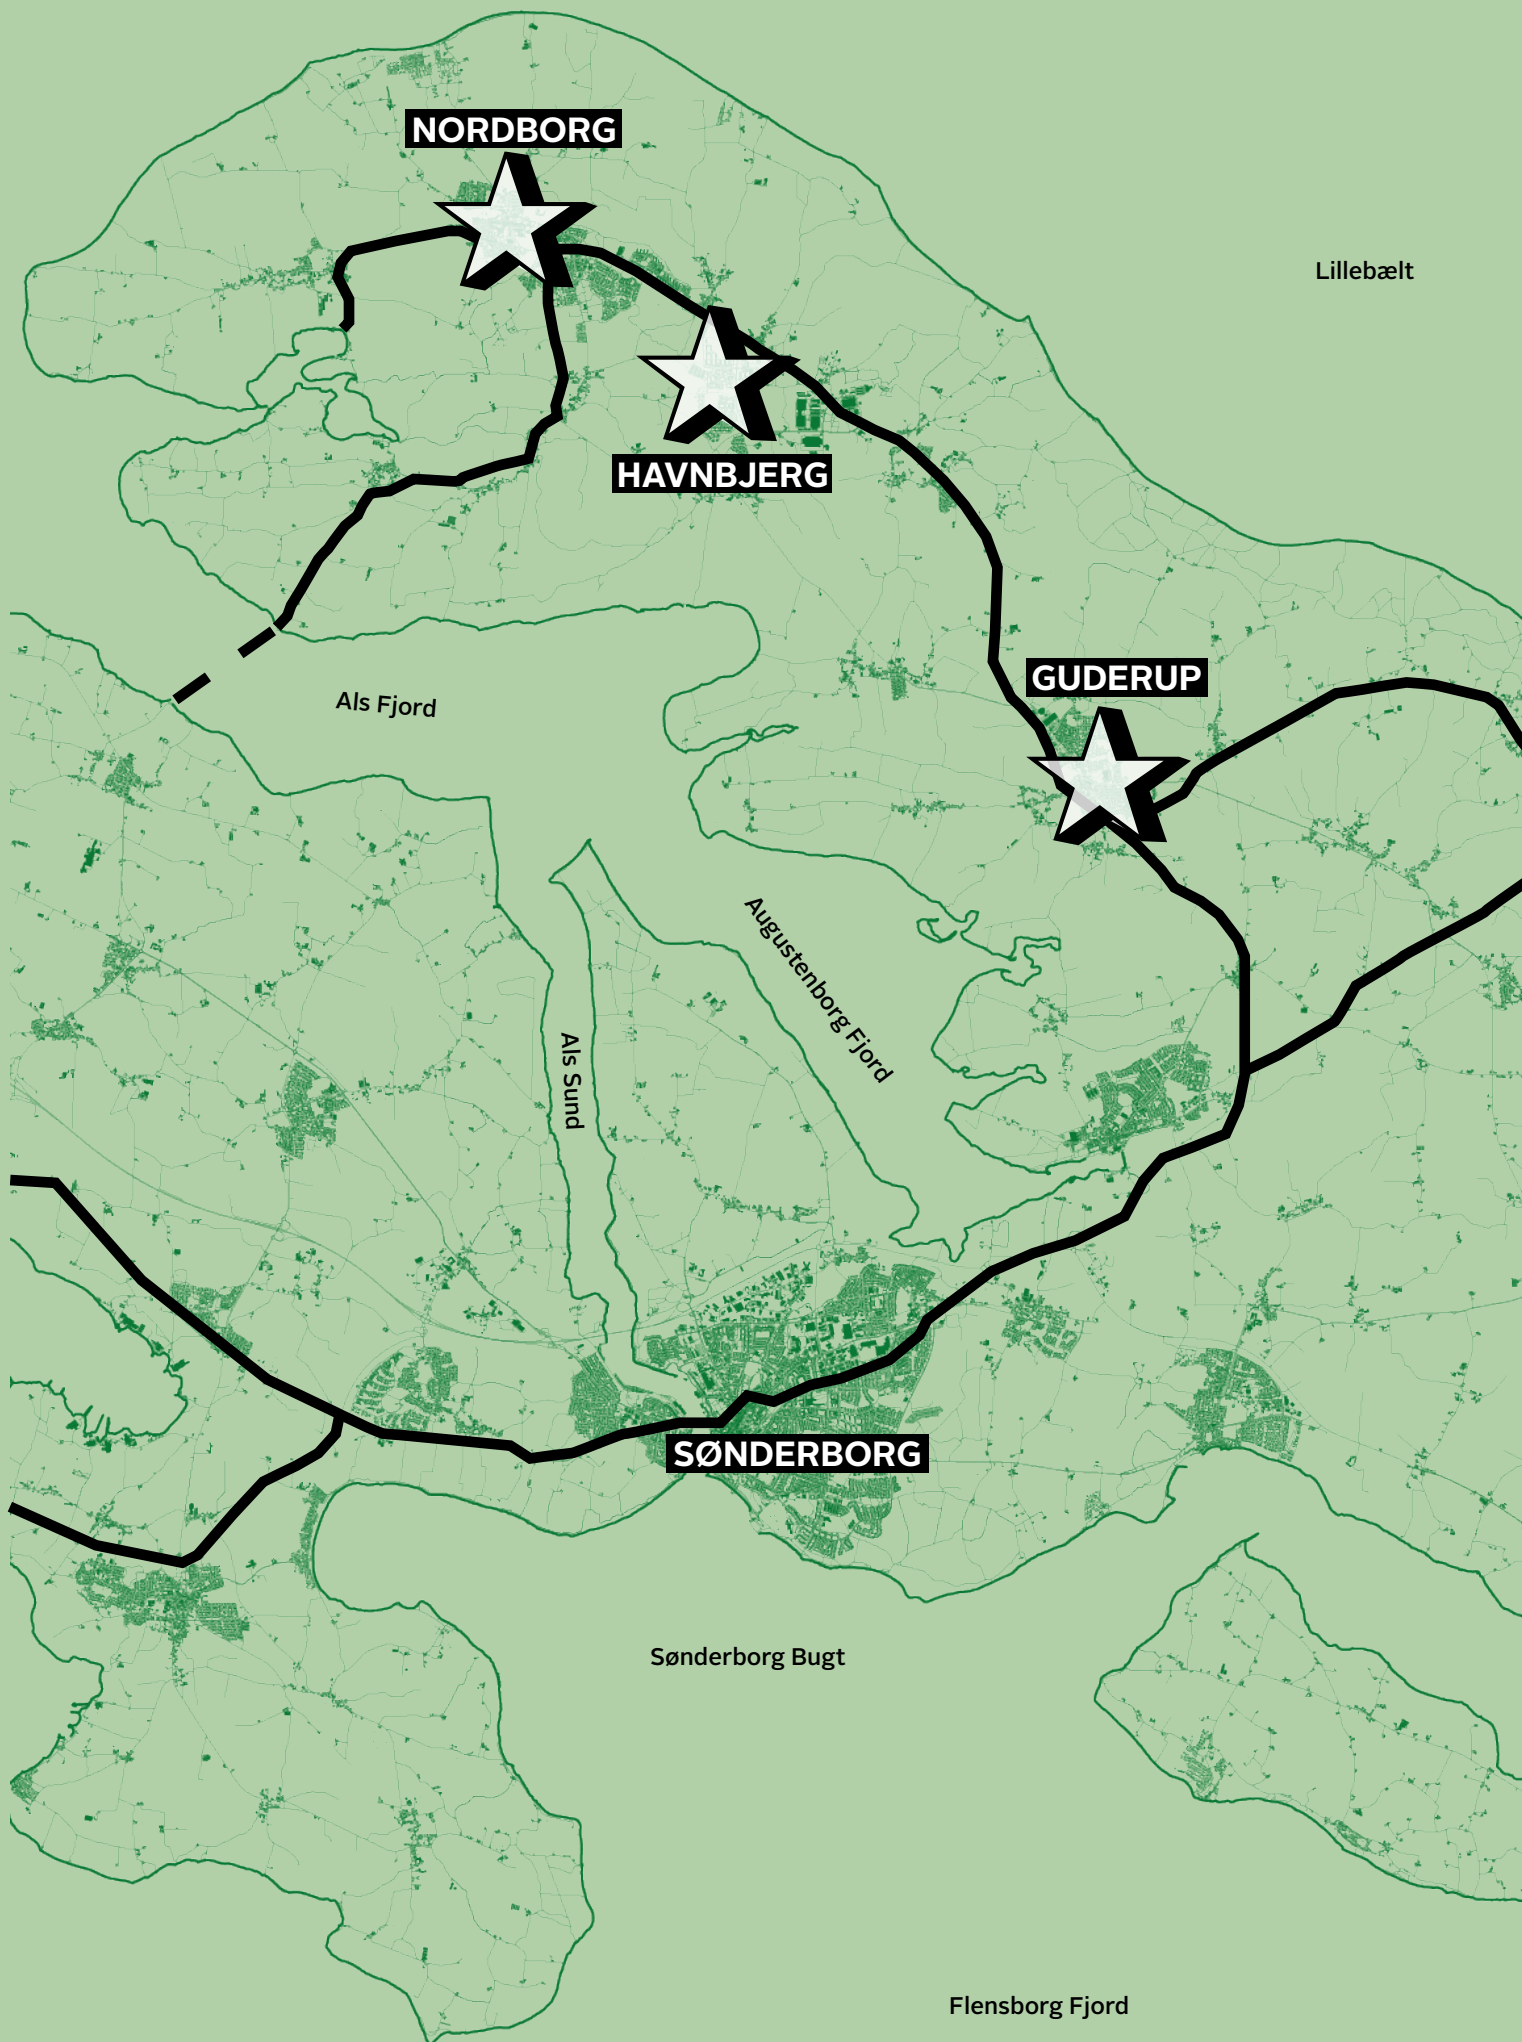 NORDBORG
Lillebælt
HAVNBJERG
GUDERUP
Als Fjord
Augustenborg Fjord
Als Sund
SØNDERBORG
Sønderborg Bugt
Flensborg Fjord